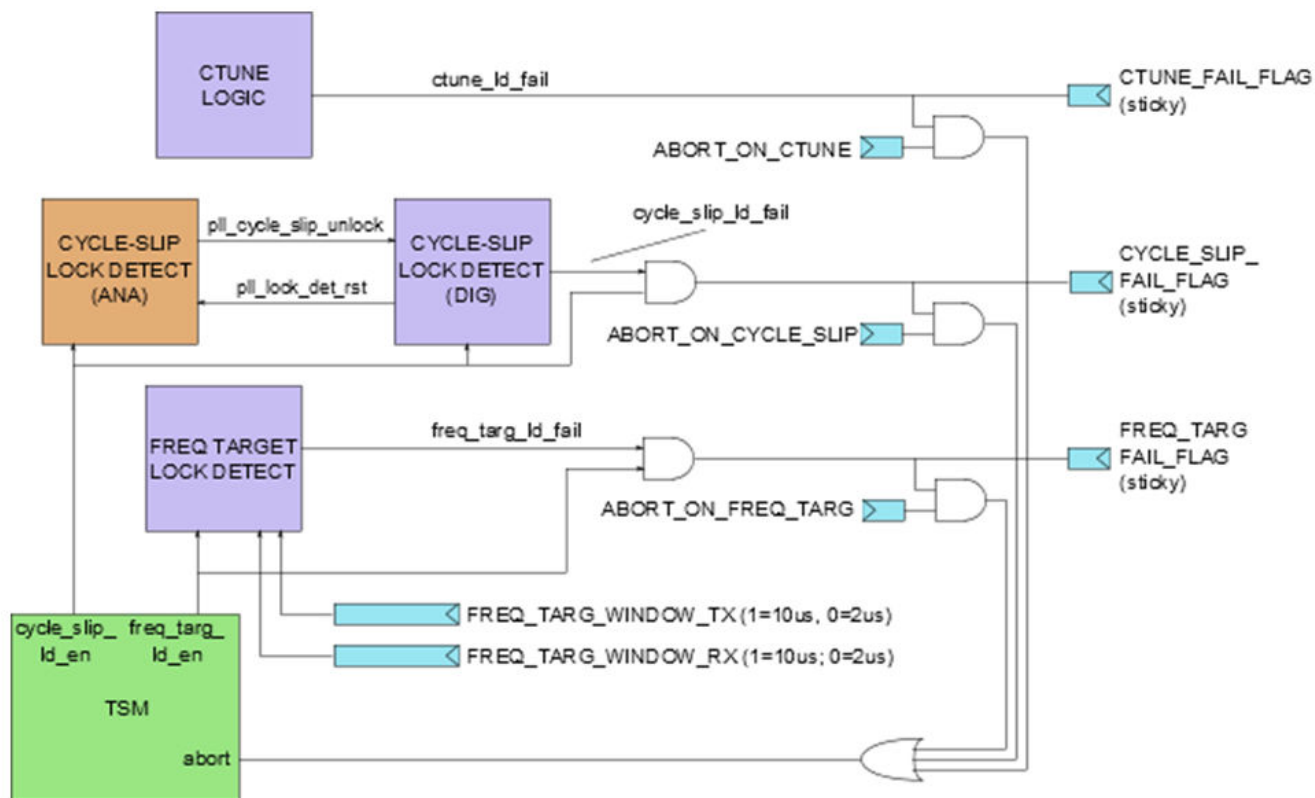 CTUNE
LOGIC
ctune_ld_fail
CTUNE_FAIL_FLAG
(sticky)
ABORT_ON_CTUNE
CYCLE-SLIP
LOCK DETECT
(ANA)
pll_cycle_slip_unlock
pll_lock_det_rst
CYCLE-SLIP
LOCK DETECT
(DIG)
cycle_slip_ld_fail
CYCLE_SLIP_
FAIL_FLAG
(sticky)
ABORT_ON_CYCLE_SLIP
FREQ TARGET
LOCK DETECT
freq_targ_ld_fail
FREQ_TARG
FAIL_FLAG
(sticky)
ABORT_ON_FREQ_TARG
FREQ_TARG_WINDOW_TX (1=10us, 0=2us)
FREQ_TARG_WINDOW_RX (1=10us; 0=2us)
cycle_slip_
ld_en
freq_targ_
ld_en
TSM
abort